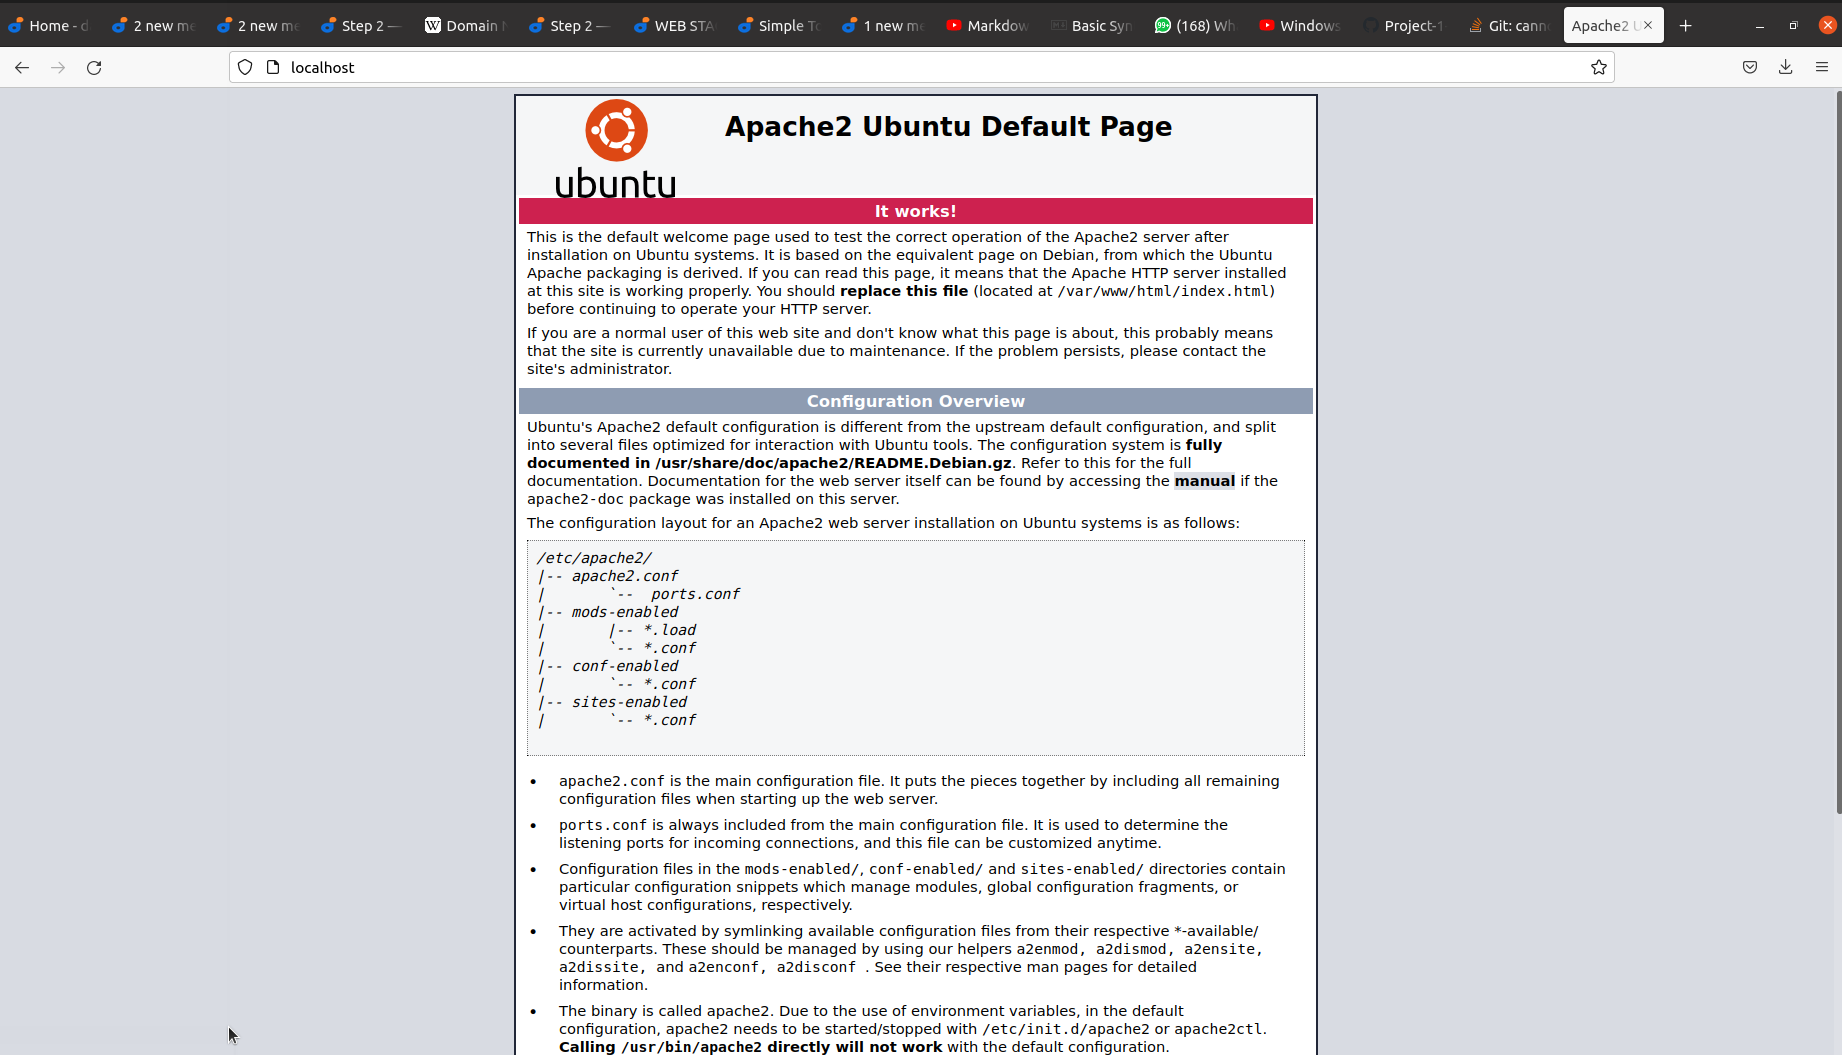 Home - d
2 new me
2 new me
Step 2 —
Domain N
Step 2 —
WEB STA
Simple To
1 new me
Markdow
Basic Syn
(168) Wh
Windows
Project-1
Git: cann
Apache2 U
localhost
ubuntu
Apache2 Ubuntu Default Page
It works!
This is the default welcome page used to test the correct operation of the Apache2 server after
installation on Ubuntu systems. It is based on the equivalent page on Debian, from which the Ubuntu
Apache packaging is derived. If you can read this page, it means that the Apache HTTP server installed
at this site is working properly. You should replace this file (located at /var/www/html/index.html)
before continuing to operate your HTTP server.
If you are a normal user of this web site and don't know what this page is about, this probably means
that the site is currently unavailable due to maintenance. If the problem persists, please contact the
site's administrator.
Configuration Overview
Ubuntu's Apache2 default configuration is different from the upstream default configuration, and split
into several files optimized for interaction with Ubuntu tools. The configuration system is fully
documented in /usr/share/doc/apache2/README.Debian.gz. Refer to this for the full
documentation. Documentation for the web server itself can be found by accessing the manual if the
apache2-doc package was installed on this server.
The configuration layout for an Apache2 web server installation on Ubuntu systems is as follows:
/etc/apache2/
|-- apache2.conf
|       `--  ports.conf
|-- mods-enabled
|       |-- *.load
|       `-- *.conf
|-- conf-enabled
|       `-- *.conf
|-- sites-enabled
|       `-- *.conf
• apache2.conf is the main configuration file. It puts the pieces together by including all remaining
configuration files when starting up the web server.
• ports.conf is always included from the main configuration file. It is used to determine the
listening ports for incoming connections, and this file can be customized anytime.
• Configuration files in the mods-enabled/, conf-enabled/ and sites-enabled/ directories contain
particular configuration snippets which manage modules, global configuration fragments, or
virtual host configurations, respectively.
• They are activated by symlinking available configuration files from their respective *-available/
counterparts. These should be managed by using our helpers a2enmod, a2dismod, a2ensite,
a2dissite, and a2enconf, a2disconf . See their respective man pages for detailed
information.
• The binary is called apache2. Due to the use of environment variables, in the default
configuration, apache2 needs to be started/stopped with /etc/init.d/apache2 or apache2ctl.
Calling /usr/bin/apache2 directly will not work with the default configuration.